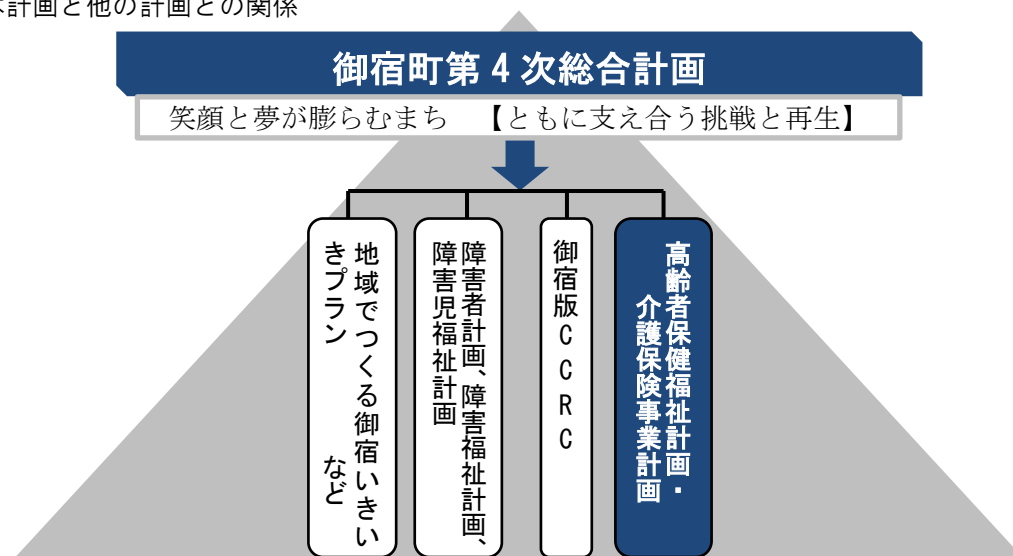 計画と他の計画との関係
御宿町第4次総合計画
笑顔と夢が膨らむまち 【ともに支え合う挑戦と再生】
高齢者保健福祉計画・
介護保険事業計画
御宿版CCRC
障害者計画、障害福祉計画、
障害児福祉計画
地域でつくる御宿いきい
きプラン など